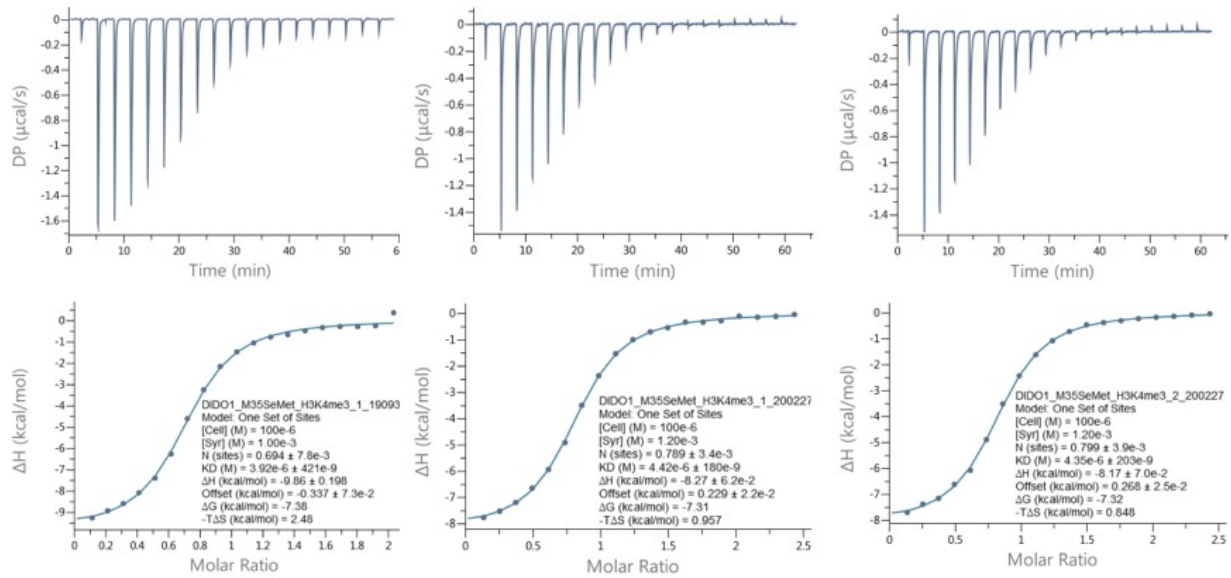 0
-0.2
-0.4
-0.6
-0.8
-1
-1.2
-1.4
-1.6
DP (µcal/s)
0 10 20 30 40 50 6
Time (min)
0
-0.2
-0.4
-0.6
-0.8
-1
-1.2
-1.4
DP (µcal/s)
0 10 20 30 40 50 60
Time (min)
0
-0.2
-0.4
-0.6
-0.8
-1
-1.2
-1.4
DP (µcal/s)
0 10 20 30 40 50 60
Time (min)
0
-1
-2
-3
-4
-5
-6
-7
-8
-9
ΔH (kcal/mol)
DIDO1_M35SeMet_H3K4me3_1_19093
Model: One Set of Sites
[Cell] (M) = 100e-6
[Syr] (M) = 1.00e-3
N (sites) = 0.694 ± 7.8e-3
KD (M) = 3.92e-6 ± 421e-9
ΔH (kcal/mol) = -9.86 ± 0.198
Offset (kcal/mol) = -0.337 ± 7.3e-2
ΔG (kcal/mol) = -7.38
-TΔS (kcal/mol) = 2.48
0 0.2 0.4 0.6 0.8 1 1.2 1.4 1.6 1.8 2
Molar Ratio
0
-1
-2
-3
-4
-5
-6
-7
-8
ΔH (kcal/mol)
DIDO1_M35SeMet_H3K4me3_1_200227
Model: One Set of Sites
[Cell] (M) = 100e-6
[Syr] (M) = 1.20e-3
N (sites) = 0.789 ± 3.4e-3
KD (M) = 4.42e-6 ± 180e-9
ΔH (kcal/mol) = -8.27 ± 6.2e-2
Offset (kcal/mol) = 0.229 ± 2.2e-2
ΔG (kcal/mol) = -7.31
-TΔS (kcal/mol) = 0.957
0 0.5 1 1.5 2 2.5
Molar Ratio
0
-1
-2
-3
-4
-5
-6
-7
-8
ΔH (kcal/mol)
DIDO1_M35SeMet_H3K4me3_2_200227
Model: One Set of Sites
[Cell] (M) = 100e-6
[Syr] (M) = 1.20e-3
N (sites) = 0.799 ± 3.9e-3
KD (M) = 4.35e-6 ± 203e-9
ΔH (kcal/mol) = -8.17 ± 7.0e-2
Offset (kcal/mol) = 0.268 ± 2.5e-2
ΔG (kcal/mol) = -7.32
-TΔS (kcal/mol) = 0.848
0 0.5 1 1.5 2 2.5
Molar Ratio